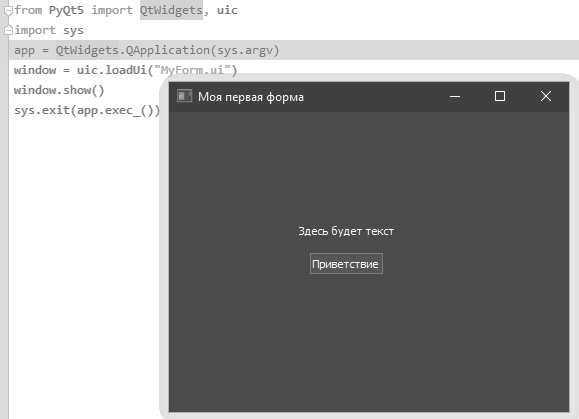 from PyQt5 import QtWidgets, uic
import sys
app = QtWidgets.QApplication(sys.argv)
window = uic.loadUi("MyForm.ui")
window.show()
sys.exit(app.exec_())
Моя первая форма
Здесь будет текст
Приветствие